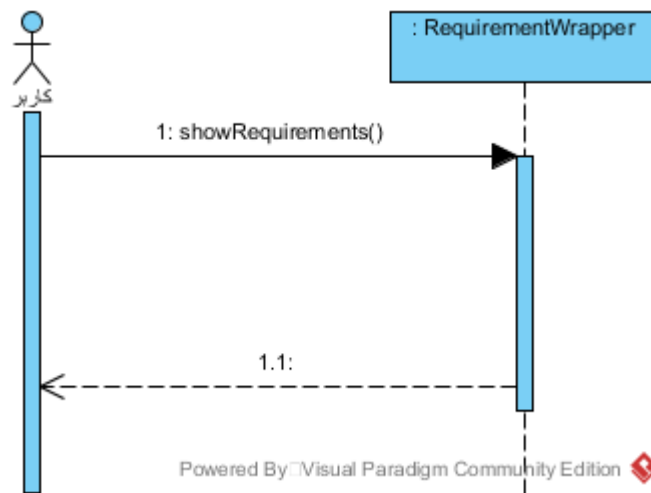 : RequirementWrapper
کاربر
1: showRequirements()
1.1:
Powered By Visual Paradigm Community Edition